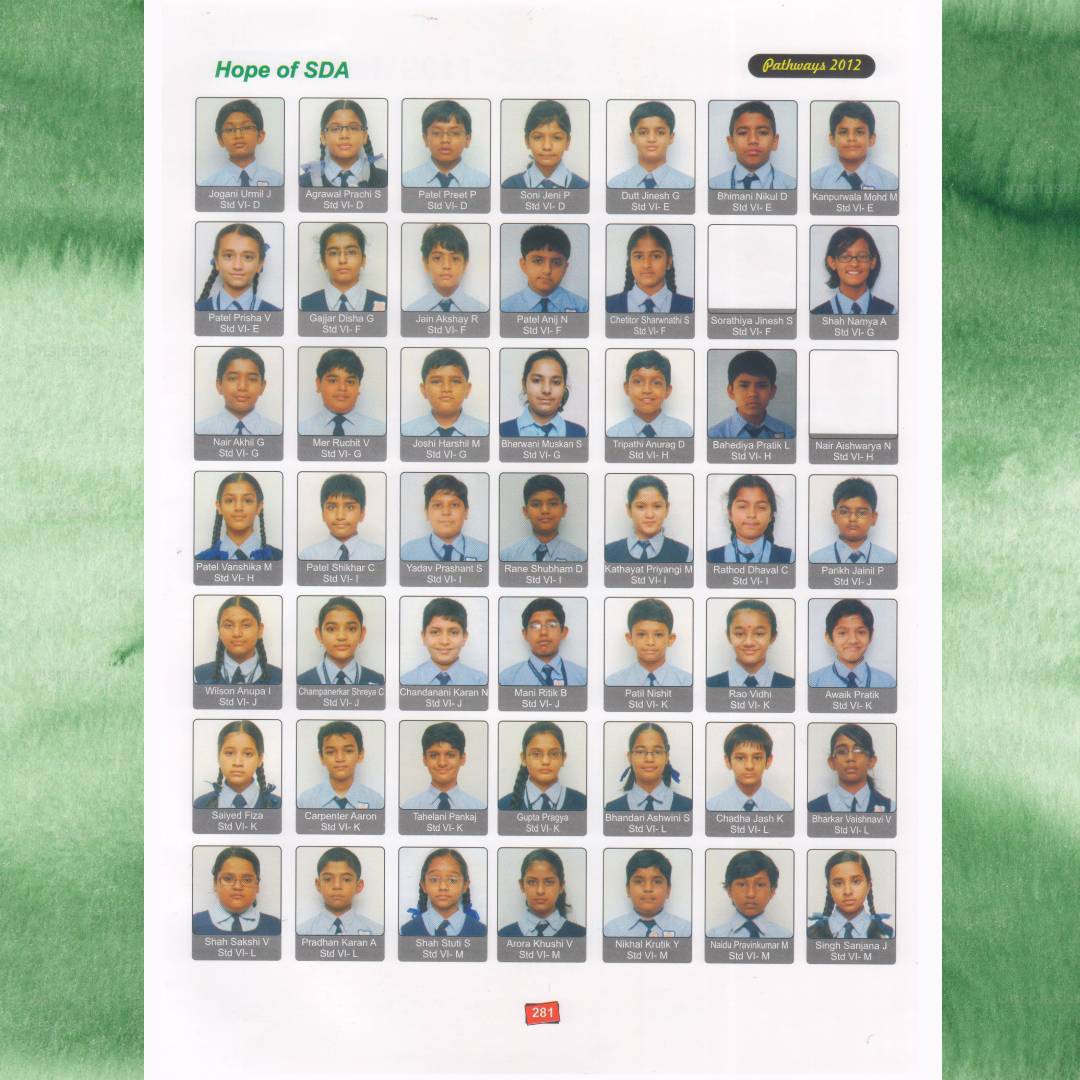 Hope of SDA
Pathways 2012
Jogani Urmil J
Std VI- D
Agrawal Prachi S
Std VI- D
Patel Preet P
Std VI- D
Soni Jeni P
Std VI- D
Dutt Jinesh G
Std VI- E
Bhimani Nikul D
Std VI- E
Kanpurwala Mohd M
Std VI- E
Patel Prisha V
Std VI- E
Gajjar Disha G
Std VI- F
Jain Akshay R
Std VI- F
Patel Anij N
Std VI- F
Chetitor Sharwnathi S
Std VI- F
Sorathiya Jinesh S
Std VI- F
Shah Namya A
Std VI- G
Nair Akhil G
Std VI- G
Mer Ruchit V
Std VI- G
Joshi Harshil M
Std VI- G
Bherwani Muskan S
Std VI- G
Tripathi Anurag D
Std VI- H
Bahediya Pratik L
Std VI- H
Nair Aishwarya N
Std VI- H
Patel Vanshika M
Std VI- H
Patel Shikhar C
Std VI- I
Yadav Prashant S
Std VI- I
Rane Shubham D
Std VI- I
Kathayat Priyangi M
Std VI- I
Rathod Dhaval C
Std VI- I
Parikh Jainil P
Std VI- J
Wilson Anupa I
Std VI- J
Champanerkar Shreya C
Std VI- J
Chandanani Karan N
Std VI- J
Mani Ritik B
Std VI- J
Patil Nishit
Std VI- K
Rao Vidhi
Std VI- K
Awaik Pratik
Std VI- K
Saiyed Fiza
Std VI- K
Carpenter Aaron
Std VI- K
Tahelani Pankaj
Std VI- K
Gupta Pragya
Std VI- K
Bhandari Ashwini S
Std VI- L
Chadha Jash K
Std VI- L
Bharkar Vaishnavi V
Std VI- L
Shah Sakshi V
Std VI- L
Pradhan Karan A
Std VI- L
Shah Stuti S
Std VI- M
Arora Khushi V
Std VI- M
Nikhal Krutik Y
Std VI- M
Naidu Pravinkumar M
Std VI- M
Singh Sanjana J
Std VI- M
281